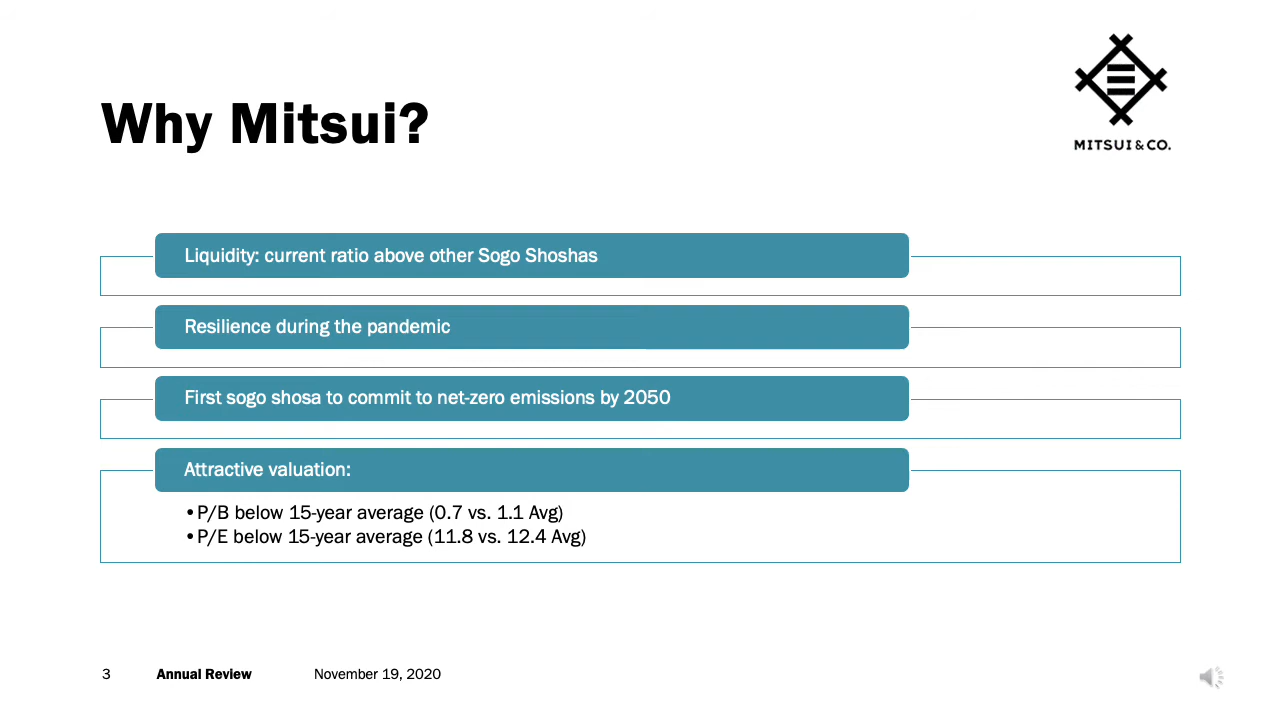 MITSUI & CO.
Why Mitsui?
Liquidity: current ratio above other Sogo Shoshas
Resilience during the pandemic
First sogo shosa to commit to net-zero emissions by 2050
Attractive valuation:
•P/B below 15-year average (0.7 vs. 1.1 Avg)
•P/E below 15-year average (11.8 vs. 12.4 Avg)
3 Annual Review November 19, 2020